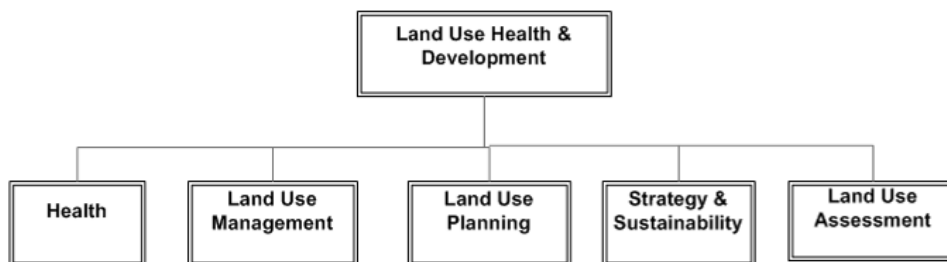 Land Use Health &
Development
Health
Land Use
Management
Land Use
Planning
Strategy &
Sustainability
Land Use
Assessment